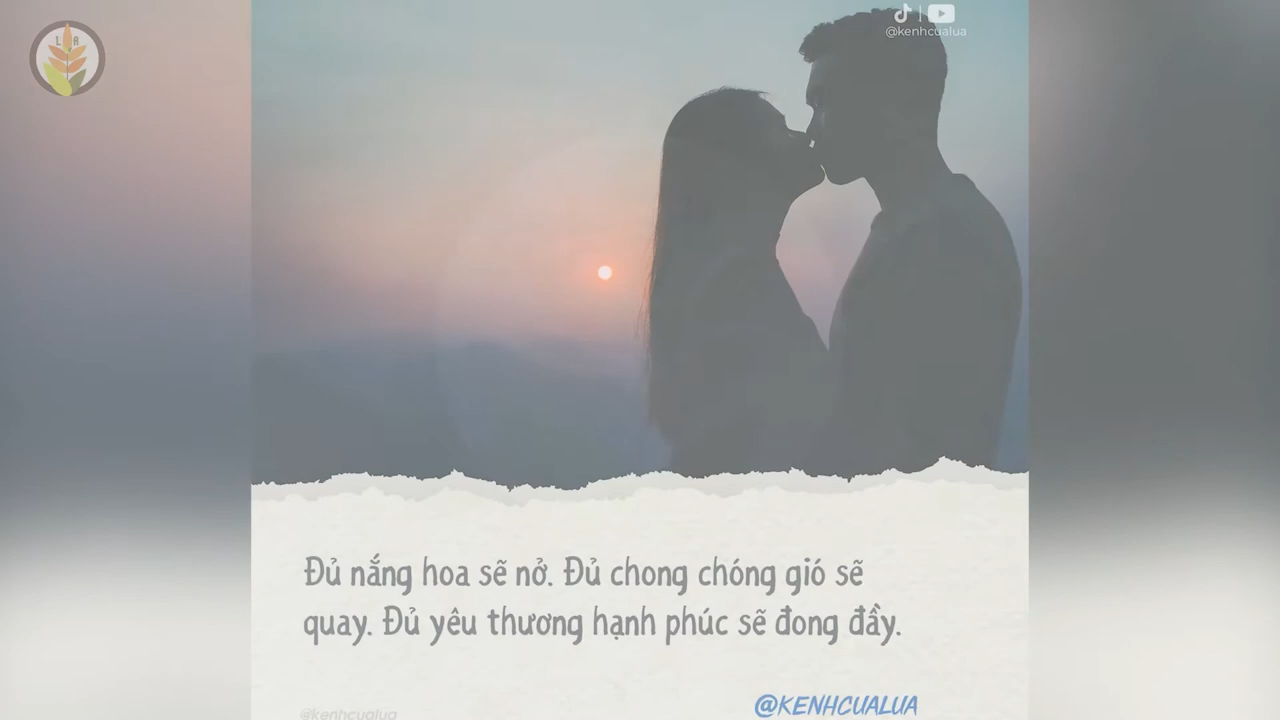 L A
@kenhcualua
Đủ nắng hoa sẽ nở. Đủ chong chóng gió sẽ
quay. Đủ yêu thương hạnh phúc sẽ đong đầy.
@KENHCUALUA
@kenhcualua